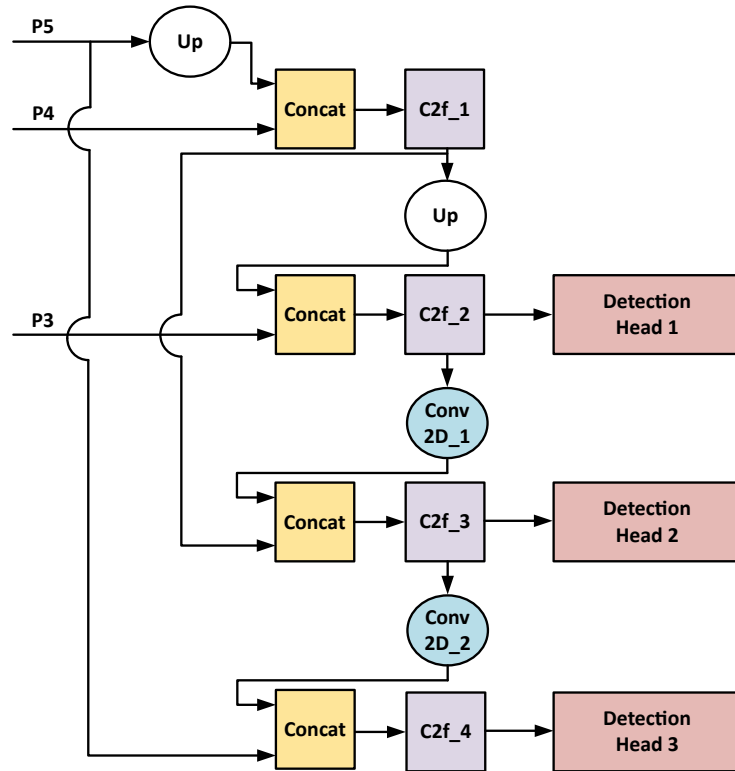 P5
Up
Concat
C2f_1
P4
Up
P3
Concat
C2f_2
Detection
Head 1
Conv
2D_1
Concat
C2f_3
Detection
Head 2
Conv
2D_2
Concat
C2f_4
Detection
Head 3